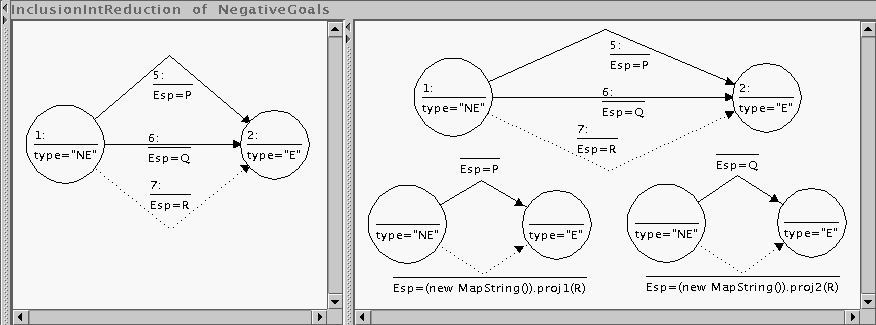 InclusionIntReduction of NegativeGoals
5:
Esp=P
1:
type="NE"
6:
Esp=Q
2:
type="E"
7:
Esp=R
5:
Esp=P
1:
type="NE"
6:
Esp=Q
2:
type="E"
7:
Esp=R
Esp=P
type="NE"
type="E"
Esp=(new MapString()).proj1(R)
Esp=Q
type="NE"
type="E"
Esp=(new MapString()).proj2(R)